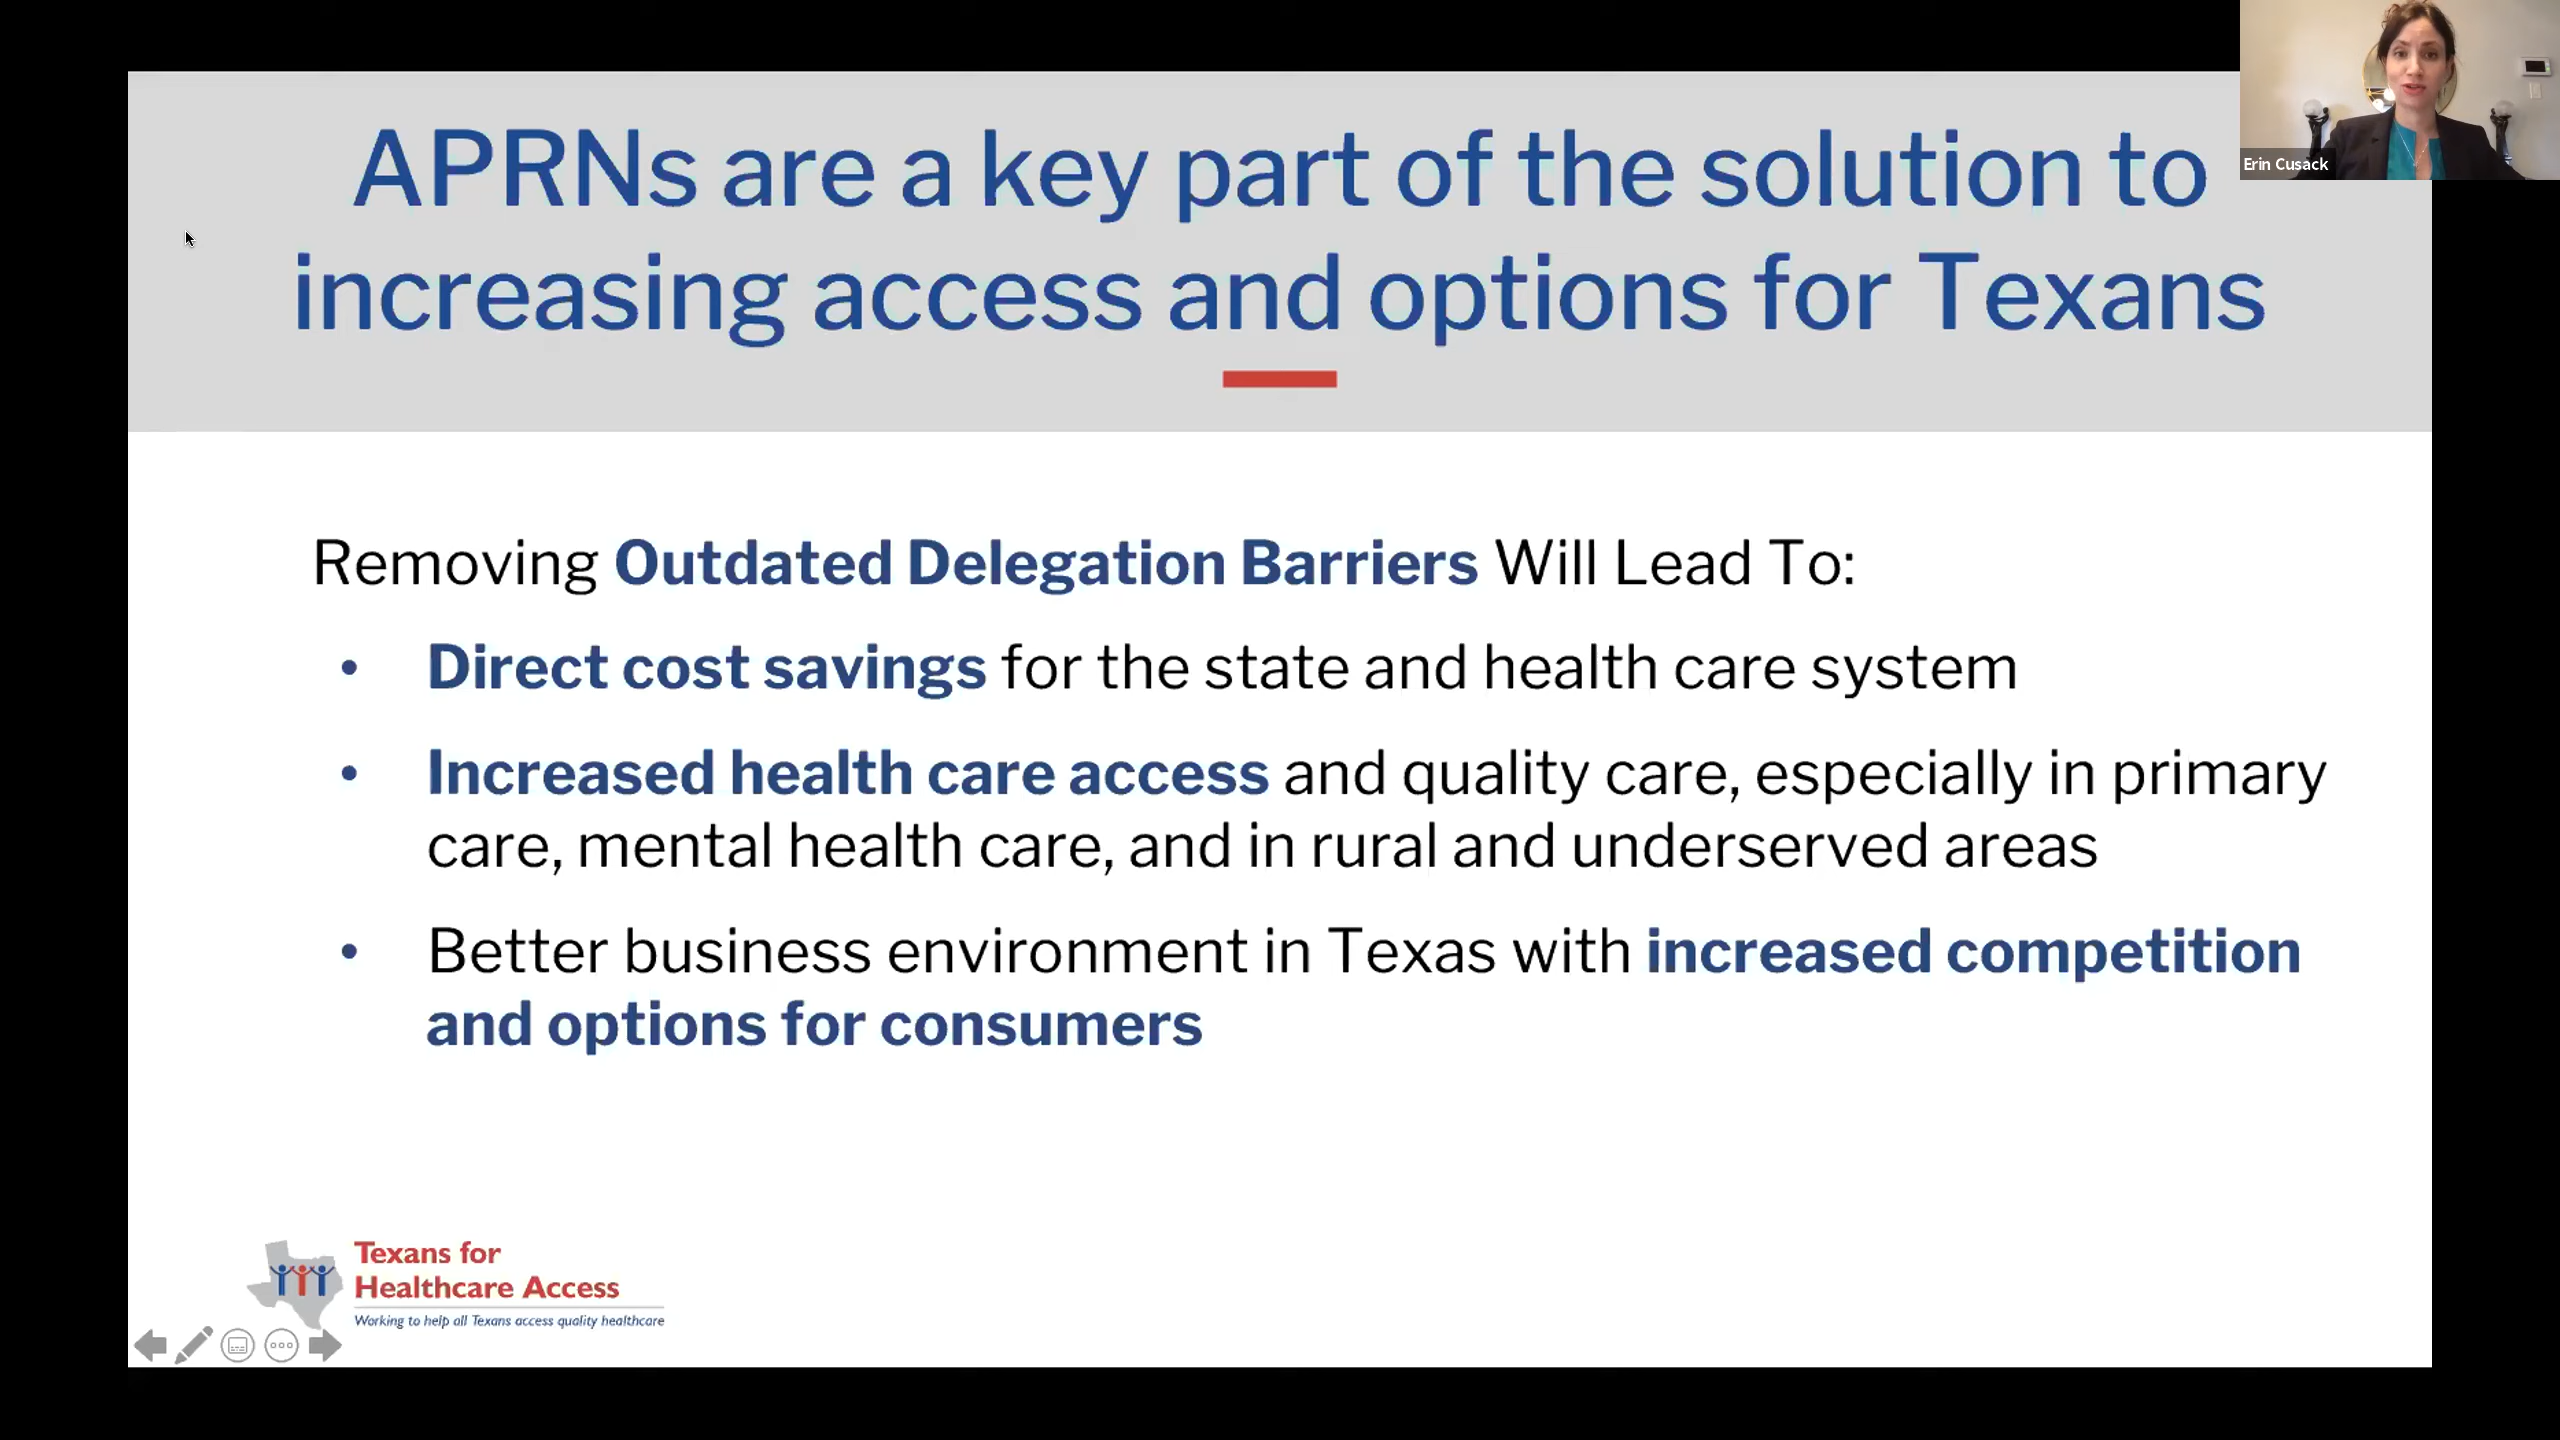 APRNs are a key part of the solution to
increasing access and options for Texans
Erin Cusack
Removing Outdated Delegation Barriers Will Lead To:
• Direct cost savings for the state and health care system
• Increased health care access and quality care, especially in primary
care, mental health care, and in rural and underserved areas
• Better business environment in Texas with increased competition
and options for consumers
Texans for
Healthcare Access
Working to help all Texans access quality healthcare